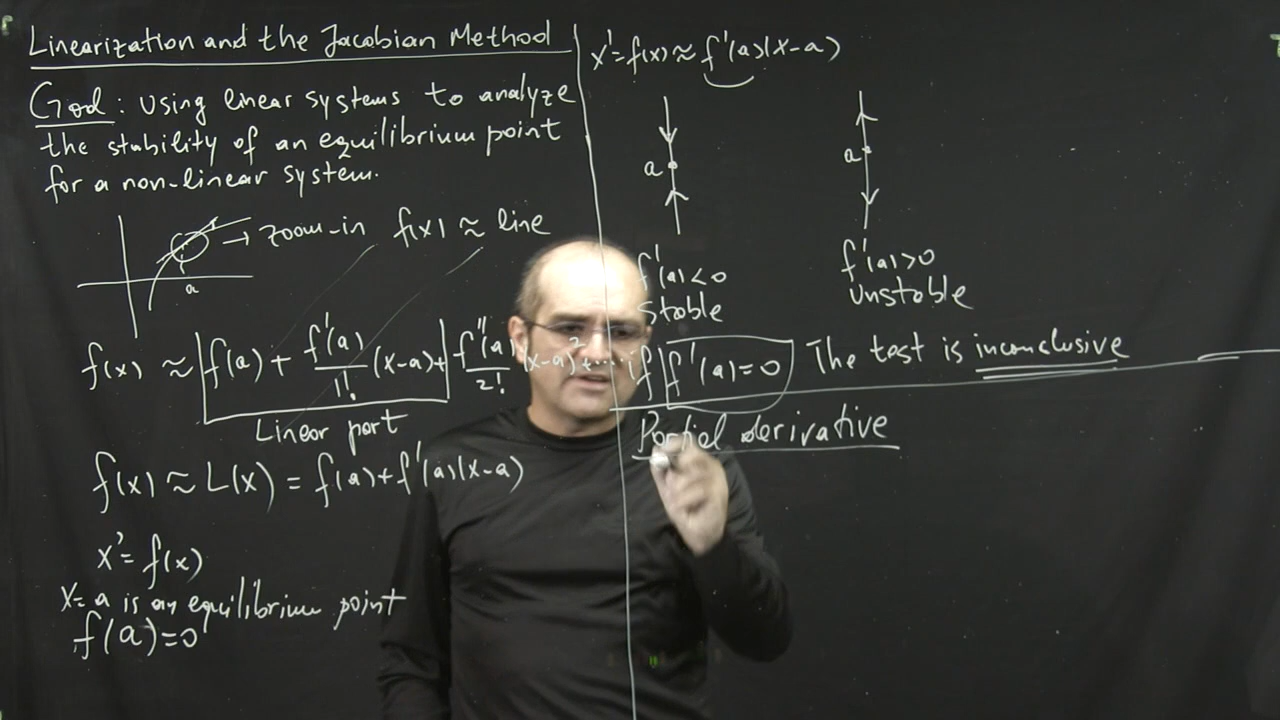 Linearization and the Jacobian Method
Goal: Using linear systems to analyze
the stability of an equilibrium point
for a non-linear system.
a
→ zoom-in f(x) ≈ line
f(x) ≈ f(a) + f'(a)/1! (x-a) + f''(a)/2! (x-a)² + ...
Linear part
f(x) ≈ L(x) = f(a) + f'(a)(x-a)
x' = f(x)
x = a is an equilibrium point
f(a) = 0
x' = f(x) ≈ f'(a)(x-a)
a a
f'(a) < 0 f'(a) > 0
stable Unstable
if f'(a) = 0 The test is inconclusive
Partial derivative